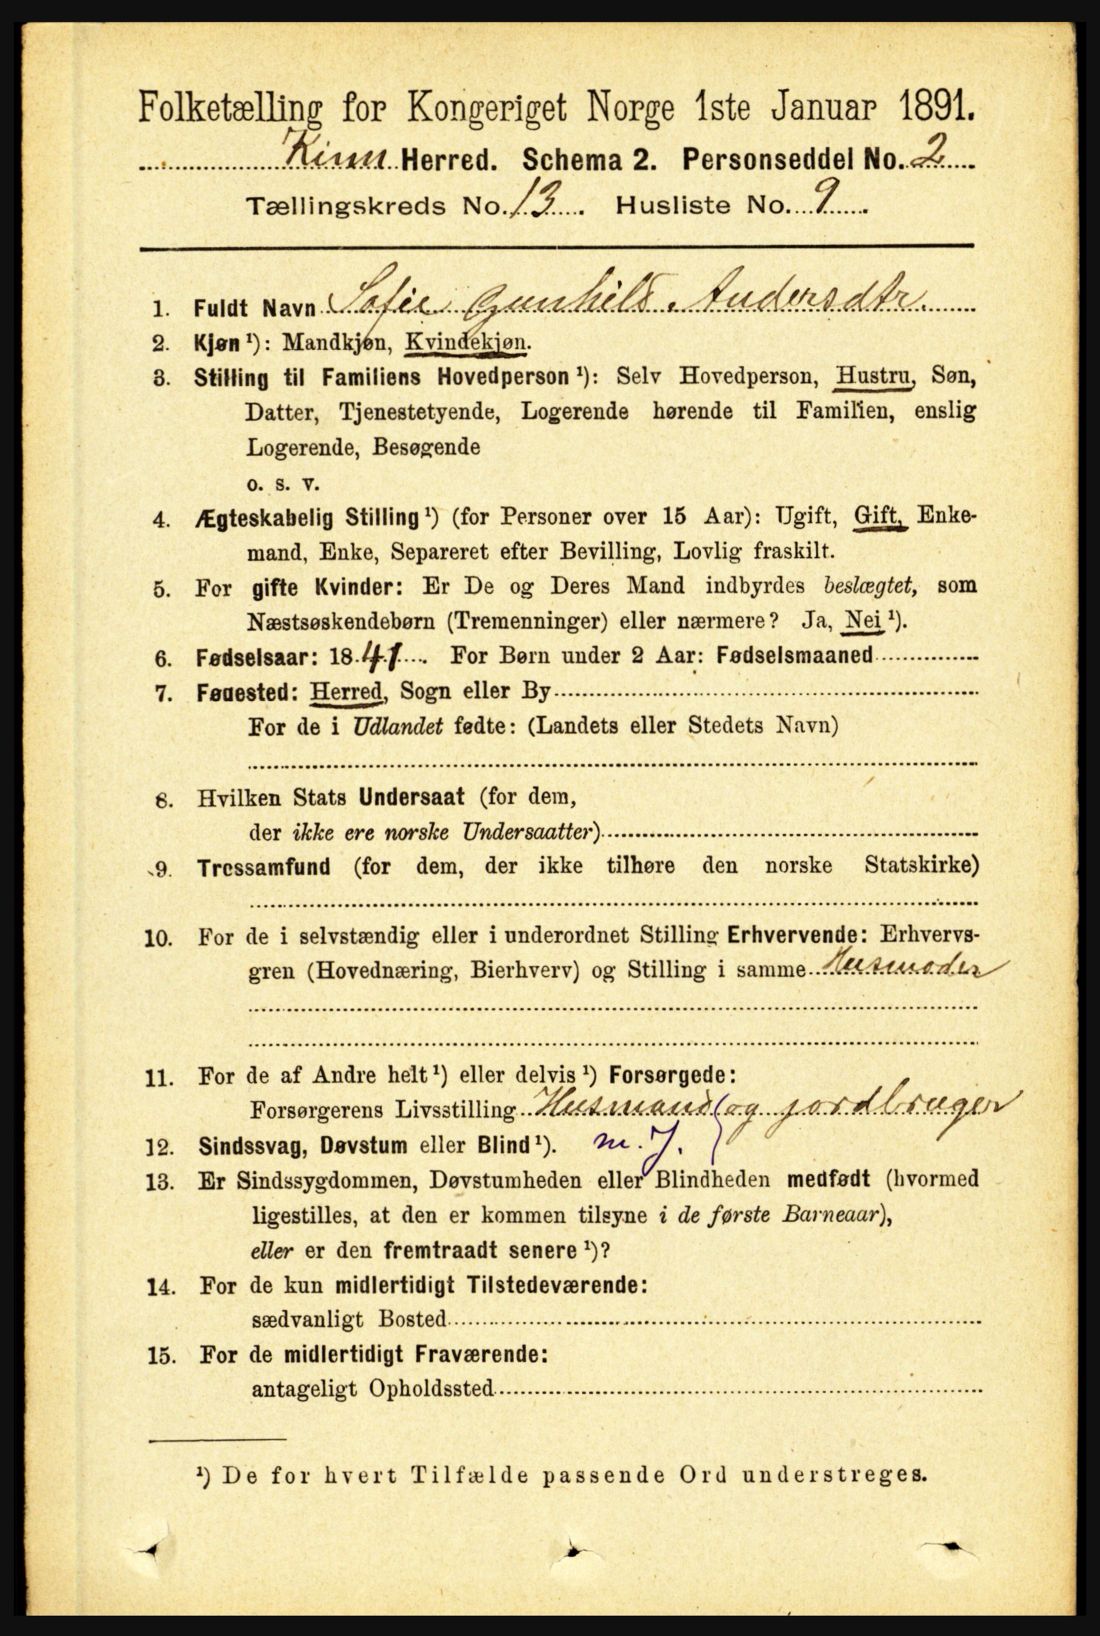 Folketælling for Kongeriget Norge 1ste Januar 1891.
Kinn Herred. Schema 2. Personseddel No. 2
Tællingskreds No. 13. Husliste No. 9.
1. Fuldt Navn Sofie Gunhild Andersdtr.
2. Kjøn ¹): Mandkjøn, Kvindekjøn.
3. Stilling til Familiens Hovedperson ¹): Selv Hovedperson, Hustru, Søn,
Datter, Tjenestetyende, Logerende hørende til Familien, enslig
Logerende, Besøgende
o. s. v.
4. Ægteskabelig Stilling ¹) (for Personer over 15 Aar): Ugift, Gift, Enke-
mand, Enke, Separeret efter Bevilling, Lovlig fraskilt.
5. For gifte Kvinder: Er De og Deres Mand indbyrdes beslægtet, som
Næstsøskendebørn (Tremenninger) eller nærmere? Ja, Nei ¹).
6. Fødselsaar: 1841. For Børn under 2 Aar: Fødselsmaaned
7. Fødested: Herred, Sogn eller By
For de i Udlandet fødte: (Landets eller Stedets Navn)
8. Hvilken Stats Undersaat (for dem,
der ikke ere norske Undersaatter)
9. Trossamfund (for dem, der ikke tilhøre den norske Statskirke)
10. For de i selvstændig eller i underordnet Stilling Erhvervende: Erhvervs-
gren (Hovednæring, Bierhverv) og Stilling i samme Husmoder
11. For de af Andre helt ¹) eller delvis ¹) Forsørgede:
Forsørgerens Livsstilling Husmand og jordbruger
12. Sindssvag, Døvstum eller Blind ¹). m. J.
13. Er Sindssygdommen, Døvstumheden eller Blindheden medfødt (hvormed
ligestilles, at den er kommen tilsyne i de første Barneaar),
eller er den fremtraadt senere ¹)?
14. For de kun midlertidigt Tilstedeværende:
sædvanligt Bosted
15. For de midlertidigt Fraværende:
antageligt Opholdssted
¹) De for hvert Tilfælde passende Ord understreges.